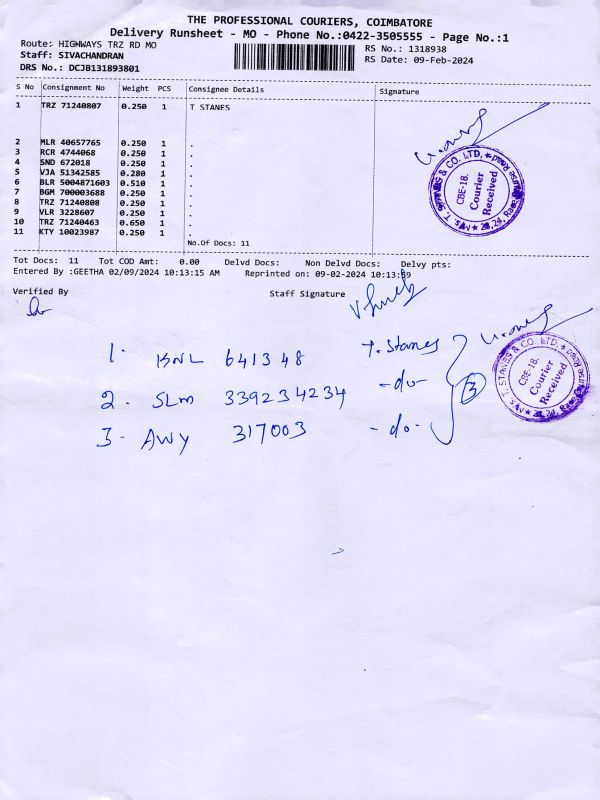 THE PROFESSIONAL COURIERS, COIMBATORE
Delivery Runsheet - MO - Phone No.:0422-3505555 - Page No.:1
Route: HIGHWAYS TRZ RD MO
RS No.: 1318938
Staff: SIVACHANDRAN
RS Date: 09-Feb-2024
DRS No.: DCJB131893801
S No Consignment No Weight PCS Consignee Details Signature
1 TRZ 71240807 0.250 1 T STANES
2 MLR 40657765 0.250 1 .
3 RCR 4744068 0.250 1 .
4 SND 672018 0.250 1 .
5 VJA 51342585 0.280 1 .
6 BLR 5004871603 0.510 1 .
7 BGM 700003688 0.250 1 .
8 TRZ 71240808 0.250 1 .
9 VLR 3228607 0.250 1 .
10 TRZ 71240463 0.650 1 .
11 KTY 10023987 0.250 1 .
No.Of Docs: 11
T. STANES & CO. LTD.,
CBE-18.
Courier
Received
Tot Docs: 11 Tot COD Amt: 0.00 Delvd Docs: Non Delvd Docs: Delvy pts:
Entered By :GEETHA 02/09/2024 10:13:15 AM Reprinted on: 09-02-2024 10:13:
Verified By Staff Signature
1. KNL 641348 T. Stanes
2. SLM 339234234 -do-
3. AWY 317003 -do-
3
T. STANES & CO. LTD.,
CBE-18.
Courier
Received